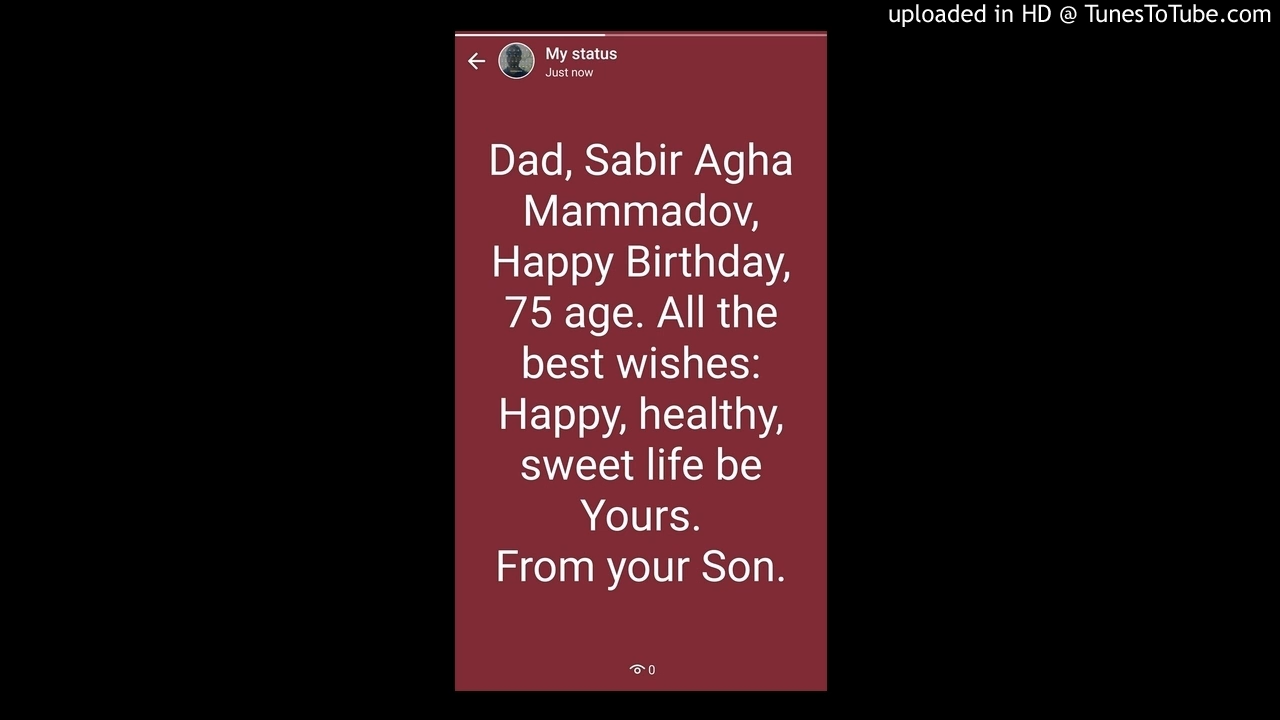 uploaded in HD @ TunesToTube.com
My status
Just now
Dad, Sabir Agha
Mammadov,
Happy Birthday,
75 age. All the
best wishes:
Happy, healthy,
sweet life be
Yours.
From your Son.
0